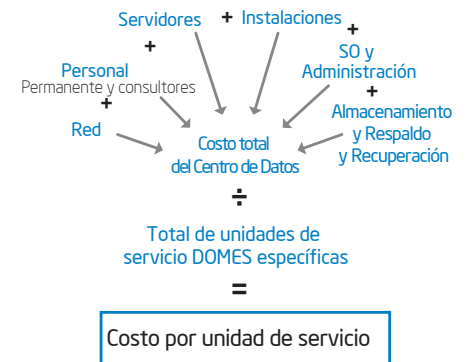 Servidores + Instalaciones
+ +
Personal
Permanente y consultores
+
SO y
Administración
+
Red
Almacenamiento
y Respaldo
y Recuperación
Costo total
del Centro de Datos
÷
Total de unidades de
servicio DOMES específicas
=
Costo por unidad de servicio